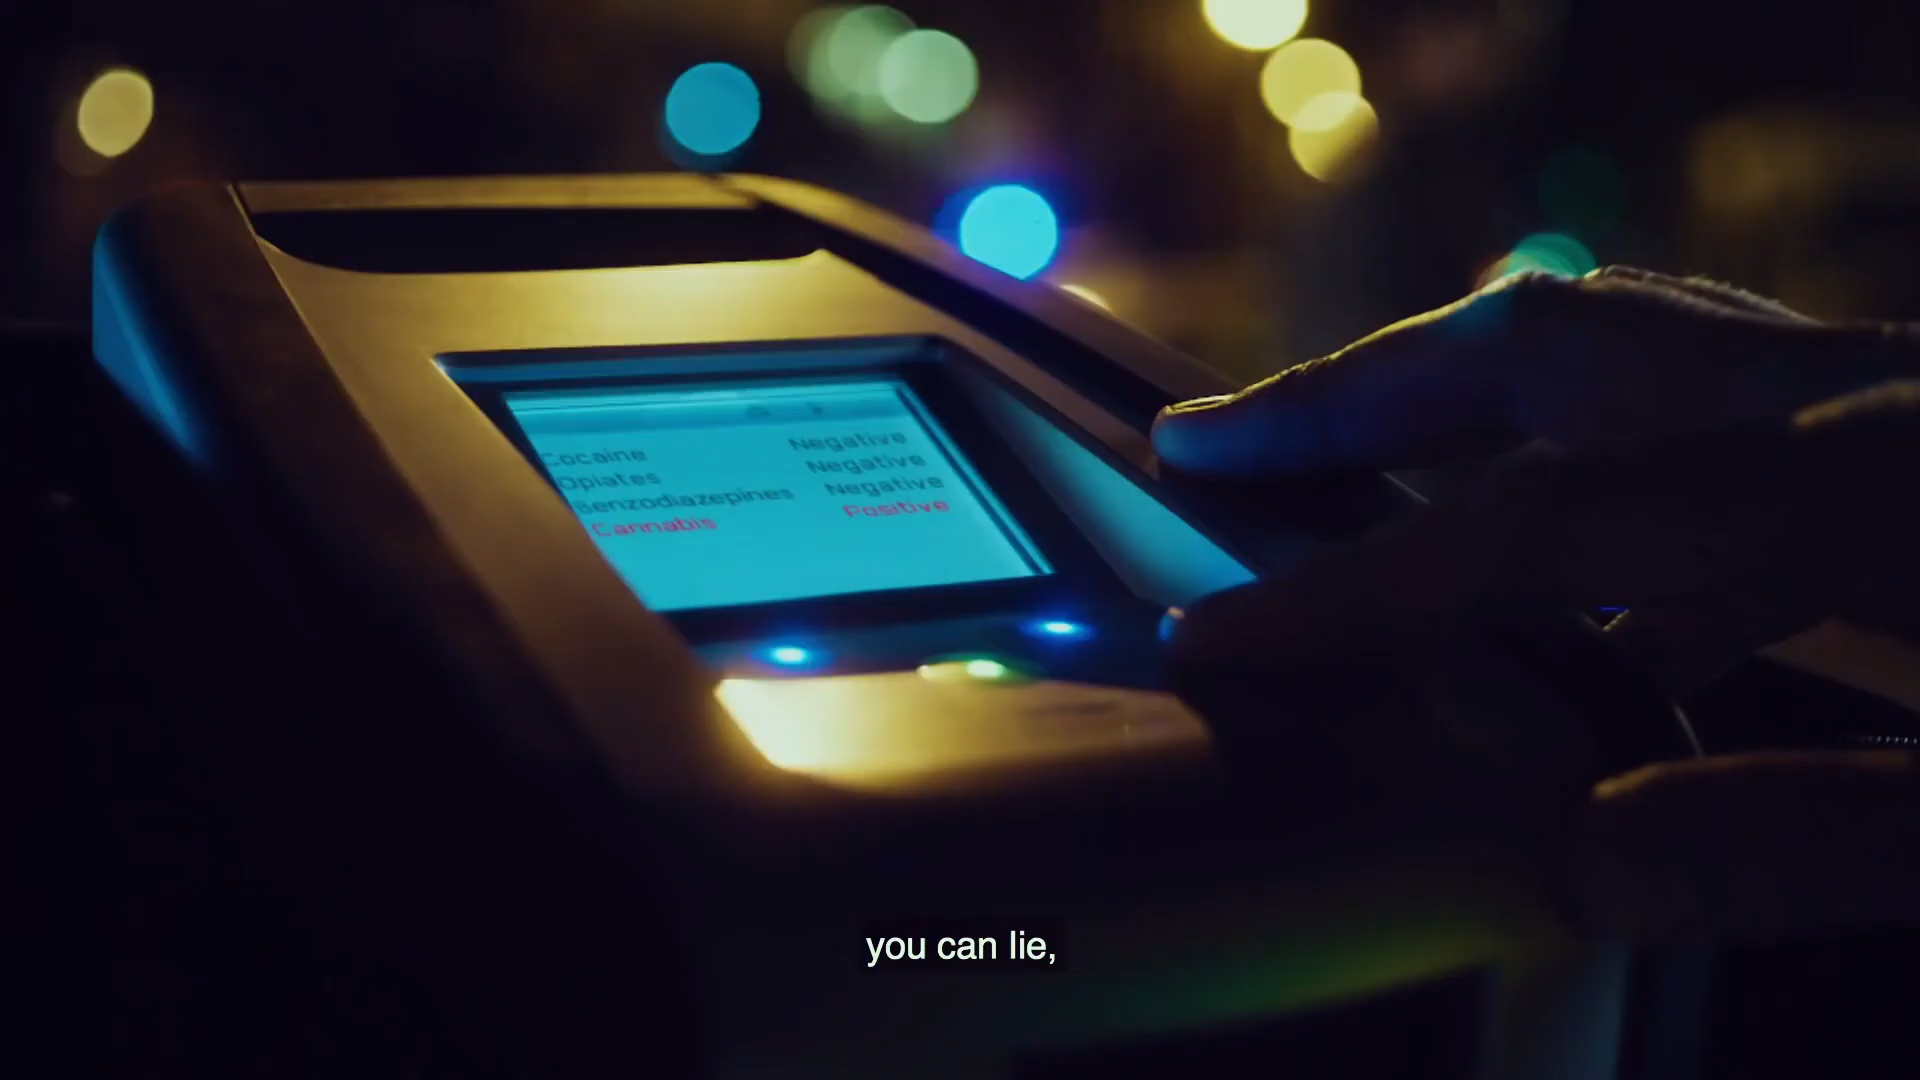 Cocaine Negative
Opiates Negative
Benzodiazepines Negative
Cannabis Positive
you can lie,